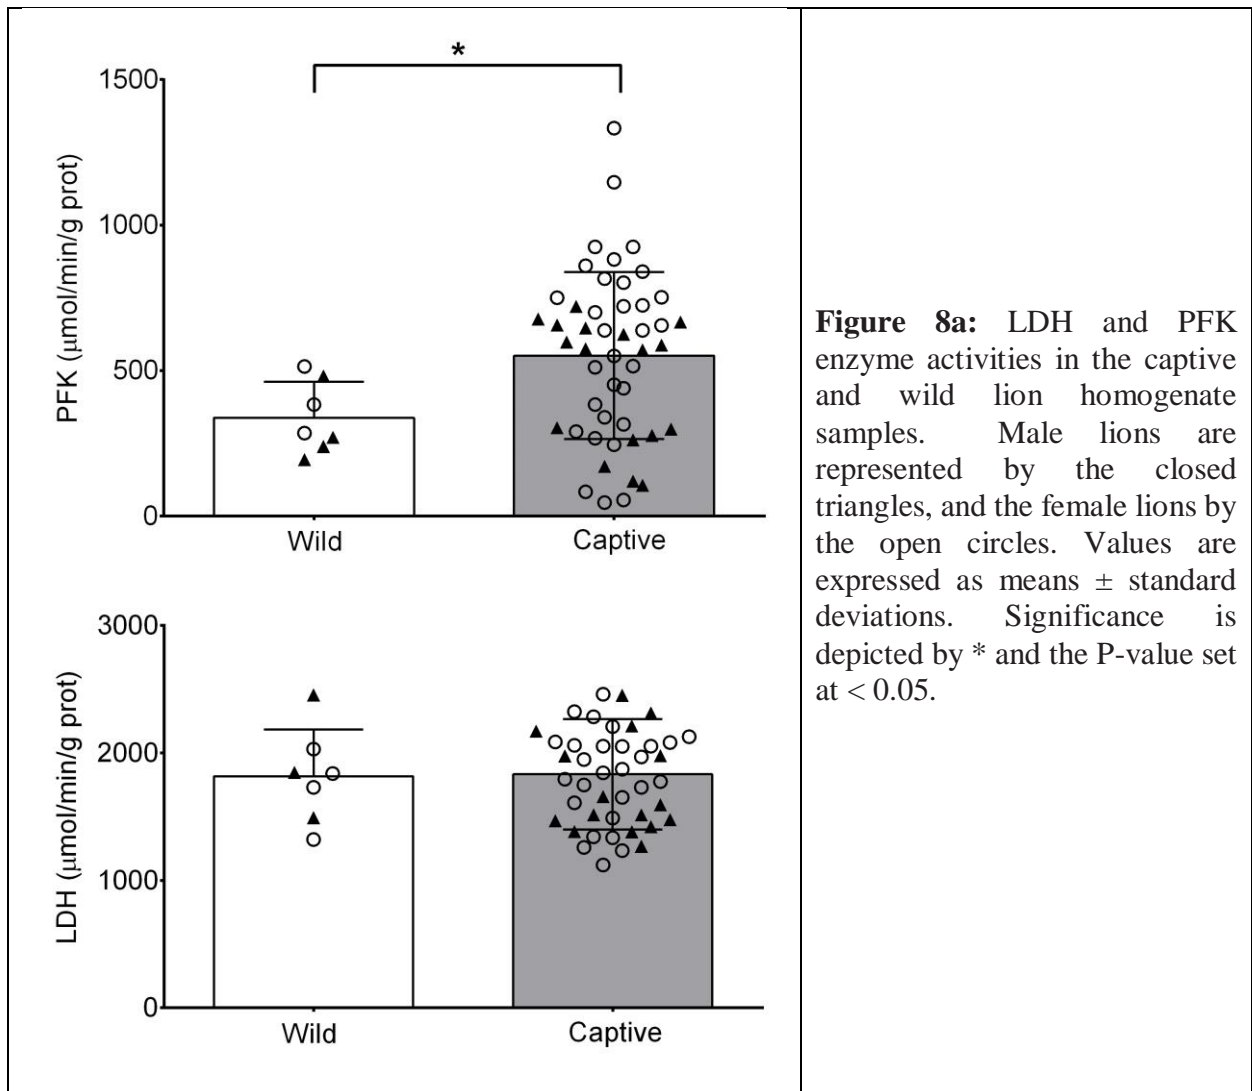 *
1500
1000
500
0
PFK (μmol/min/g prot)
Wild Captive
3000
2000
1000
0
LDH (μmol/min/g prot)
Wild Captive
Figure 8a: LDH and PFK
enzyme activities in the captive
and wild lion homogenate
samples. Male lions are
represented by the closed
triangles, and the female lions by
the open circles. Values are
expressed as means ± standard
deviations. Significance is
depicted by * and the P-value set
at < 0.05.